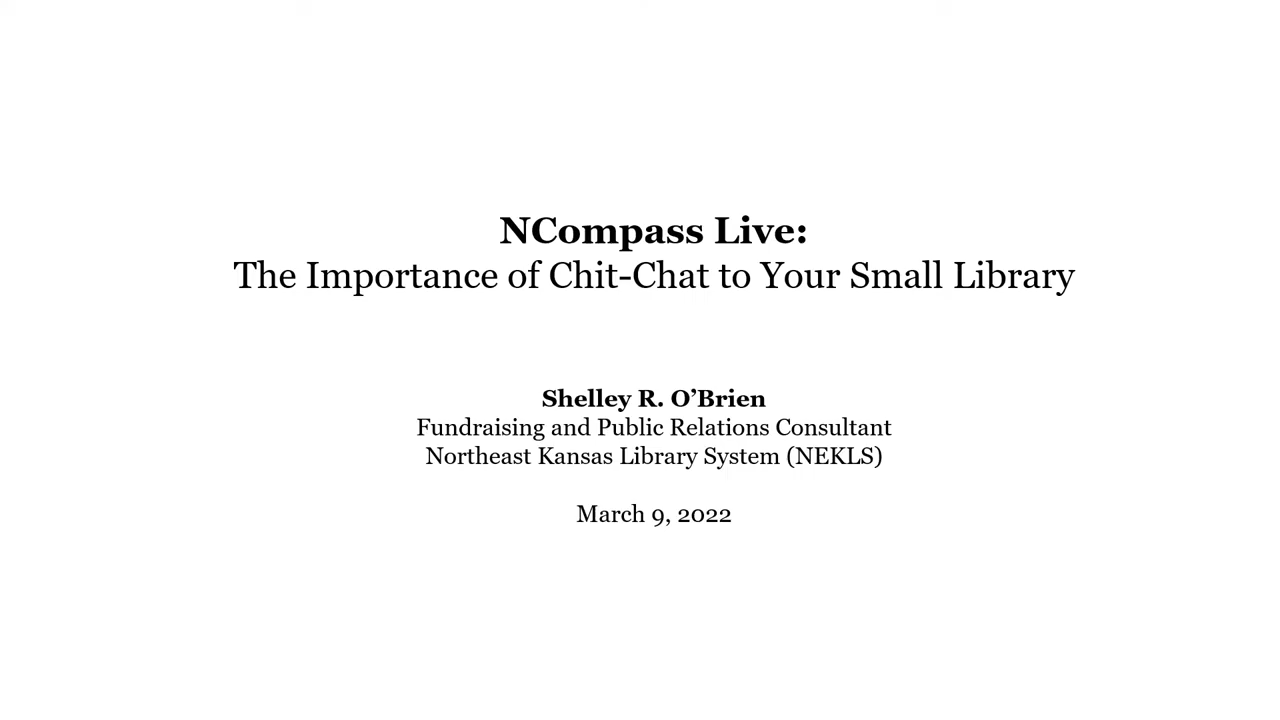 NCompass Live:
The Importance of Chit-Chat to Your Small Library
Shelley R. O’Brien
Fundraising and Public Relations Consultant
Northeast Kansas Library System (NEKLS)
March 9, 2022